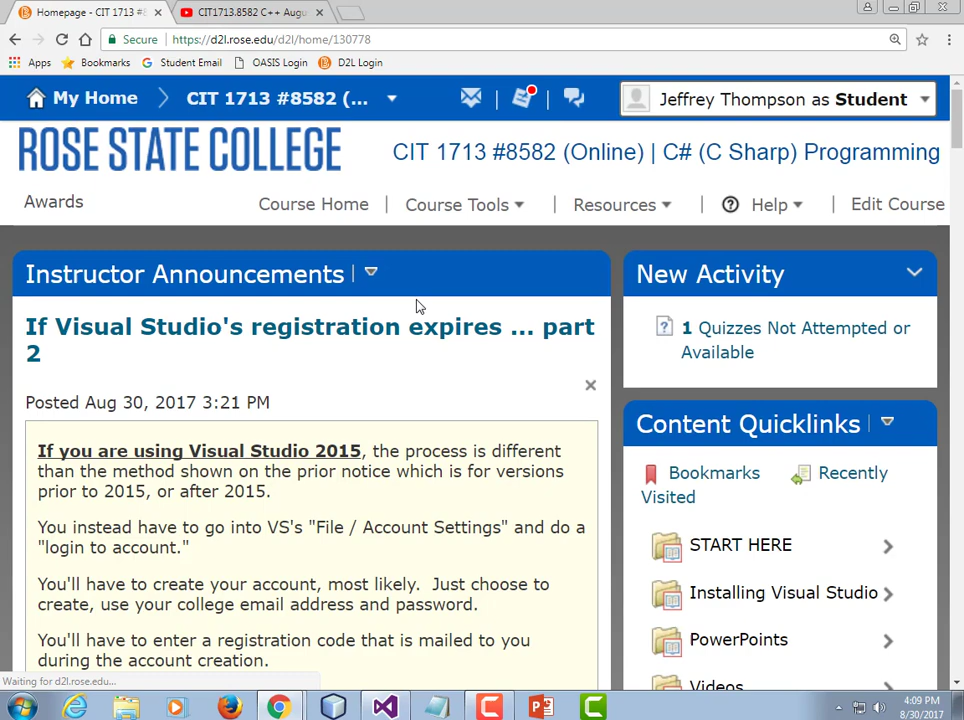 Homepage - CIT 1713 #8
CIT1713.8582 C++ Augu
Secure
https://d2l.rose.edu/d2l/home/130778
Apps
Bookmarks
Student Email
OASIS Login
D2L Login
My Home
CIT 1713 #8582 (...
Jeffrey Thompson as Student
ROSE STATE COLLEGE
CIT 1713 #8582 (Online) | C# (C Sharp) Programming
Awards
Course Home
Course Tools
Resources
Help
Edit Course
Instructor Announcements
If Visual Studio's registration expires ... part
2
Posted Aug 30, 2017 3:21 PM
If you are using Visual Studio 2015, the process is different
than the method shown on the prior notice which is for versions
prior to 2015, or after 2015.
You instead have to go into VS's "File / Account Settings" and do a
"login to account."
You'll have to create your account, most likely. Just choose to
create, use your college email address and password.
You'll have to enter a registration code that is mailed to you
during the account creation.
New Activity
1 Quizzes Not Attempted or
Available
Content Quicklinks
Bookmarks
Recently
Visited
START HERE
Installing Visual Studio
PowerPoints
Videos
Waiting for d2l.rose.edu...
4:09 PM
8/30/2017